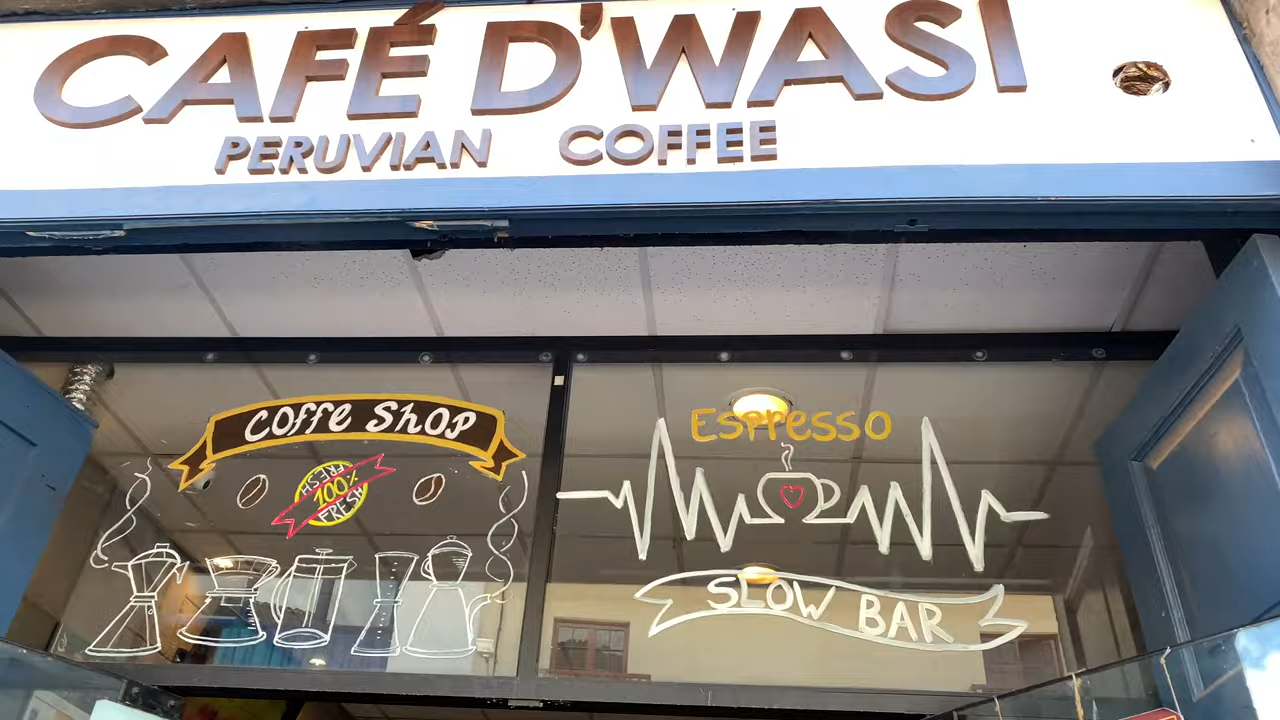 CAFÉ D'WASI
PERUVIAN COFFEE
Coffe Shop
FRESH
100%
FRESH
Espresso
SLOW BAR